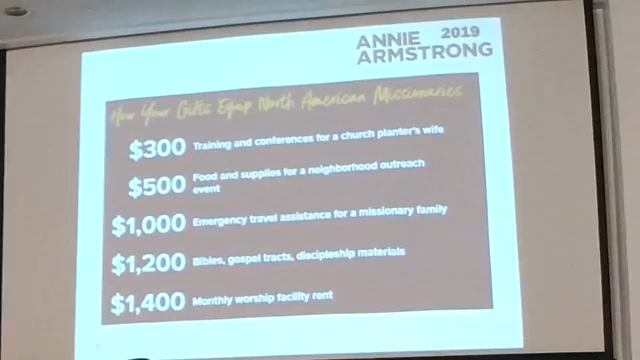 ANNIE 2019
ARMSTRONG
How Your Gifts Equip North American Missionaries
$300 Training and conferences for a church planter's wife
$500 Food and supplies for a neighborhood outreach
event
$1,000 Emergency travel assistance for a missionary family
$1,200 Bibles, gospel tracts, discipleship materials
$1,400 Monthly worship facility rent